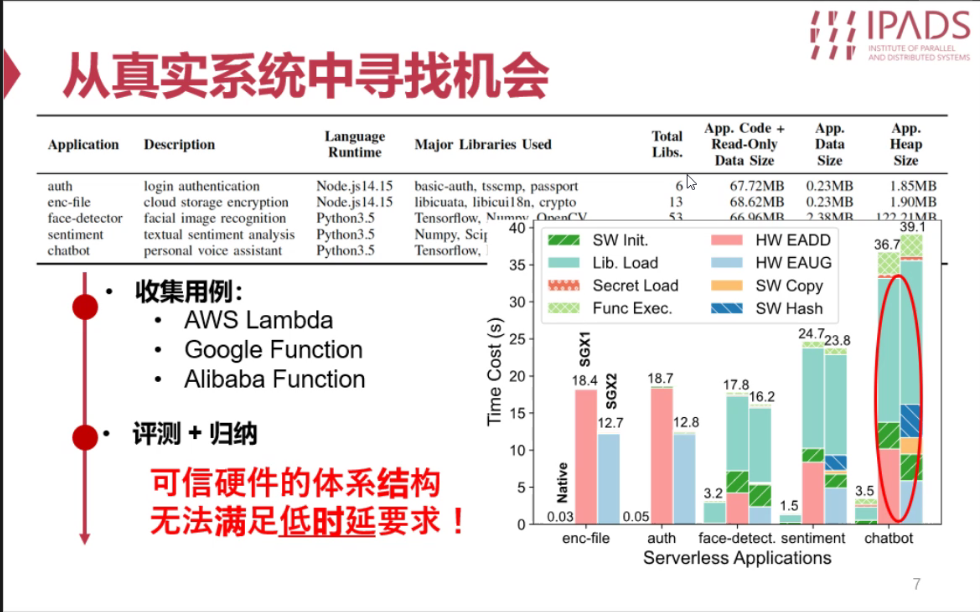 IPADS
INSTITUTE OF PARALLEL
AND DISTRIBUTED SYSTEMS
从真实系统中寻找机会
Application Description Language Runtime Major Libraries Used Total Libs. App. Code + Read-Only Data Size App. Data Size App. Heap Size
auth login authentication Node.js14.15 basic-auth, tsscmp, passport 6 67.72MB 0.23MB 1.85MB
enc-file cloud storage encryption Node.js14.15 libicuata, libicui18n, crypto 13 68.62MB 0.23MB 1.90MB
face-detector facial image recognition Python3.5 Tensorflow, Numpy, OpenCV 53 66.96MB 2.38MB 122.21MB
sentiment textual sentiment analysis Python3.5 Numpy,
chatbot personal voice assistant Python3.5 Tensorflow,
• 收集用例：
• AWS Lambda
• Google Function
• Alibaba Function
• 评测 + 归纳
可信硬件的体系结构
无法满足低时延要求！
Time Cost (s)
40
35
30
25
20
15
10
5
0
SW Init.
Lib. Load
Secret Load
Func Exec.
HW EADD
HW EAUG
SW Copy
SW Hash
Native
SGX1
SGX2
0.03 18.4 12.7
0.05 18.7 12.8
3.2 17.8 16.2
1.5 24.7 23.8
3.5 36.7 39.1
enc-file auth face-detect. sentiment chatbot
Serverless Applications
7